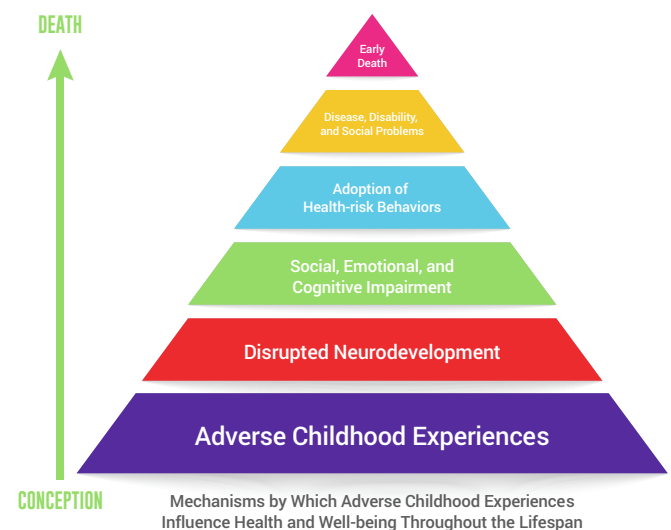 DEATH
Early
Death
Disease, Disability,
and Social Problems
Adoption of
Health-risk Behaviors
Social, Emotional, and
Cognitive Impairment
Disrupted Neurodevelopment
Adverse Childhood Experiences
CONCEPTION
Mechanisms by Which Adverse Childhood Experiences
Influence Health and Well-being Throughout the Lifespan